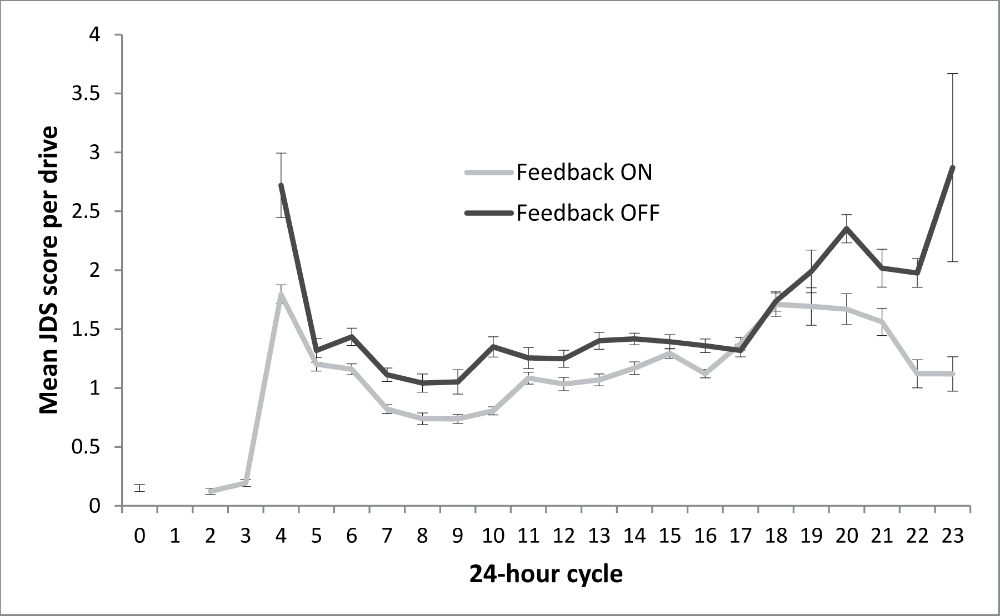 4
3.5
3
2.5
2
1.5
1
0.5
0
Mean JDS score per drive
Feedback ON
Feedback OFF
0 1 2 3 4 5 6 7 8 9 10 11 12 13 14 15 16 17 18 19 20 21 22 23
24-hour cycle